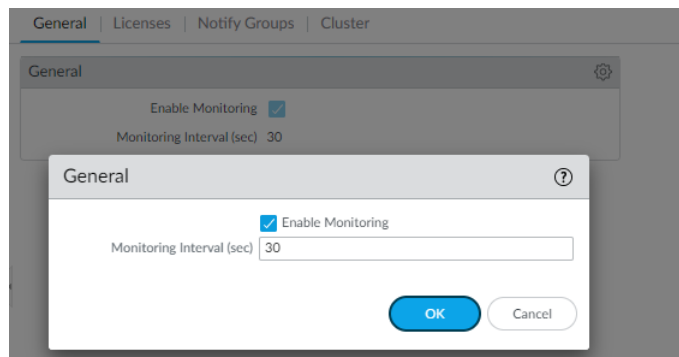 General | Licenses | Notify Groups | Cluster
General
Enable Monitoring
Monitoring Interval (sec) 30
General
Enable Monitoring
Monitoring Interval (sec) 30
OK Cancel